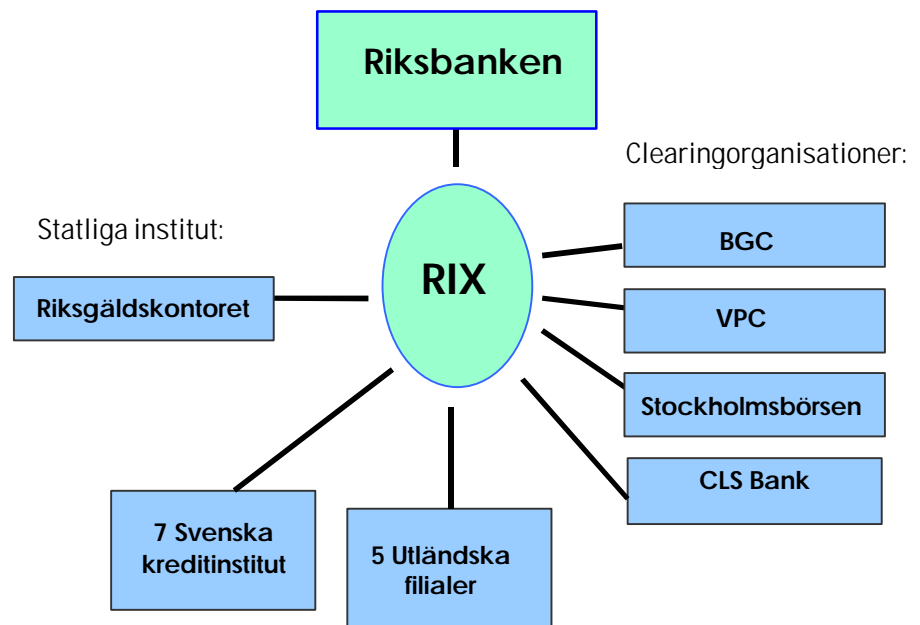 Riksbanken
Clearingorganisationer:
Statliga institut:
RIX
BGC
Riksgäldskontoret
VPC
Stockholmsbörsen
CLS Bank
7 Svenska
kreditinstitut
5 Utländska
filialer